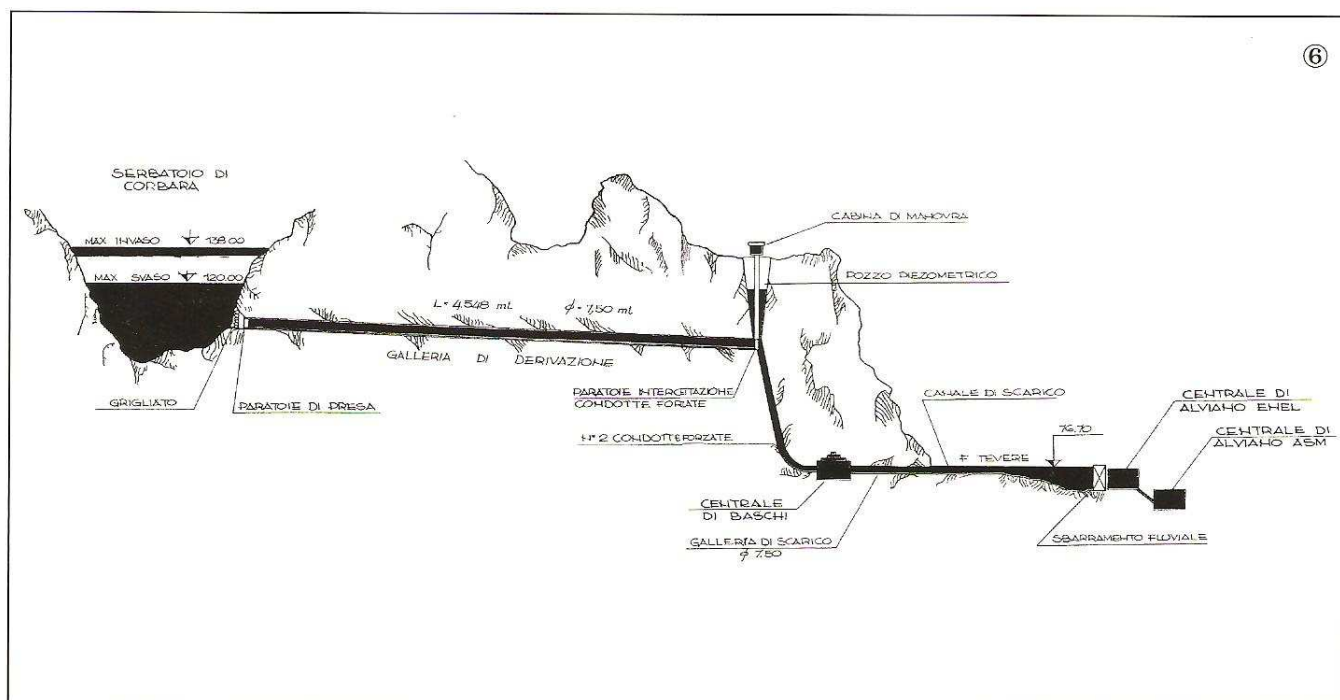 ⑥
SERBATOIO DI
CORBARA
MAX INVASO 138.00
MAX SVASO 120.00
CABINA DI MANOVRA
POZZO PIEZOMETRICO
L= 4.548 ml φ= 7,50 ml
GALLERIA DI DERIVAZIONE
GRIGLIATO
PARATOIE DI PRESA
PARATOIE INTERCETTAZIONE
CONDOTTE FORZATE
N° 2 CONDOTTE FORZATE
CANALE DI SCARICO
CENTRALE DI
ALVIANO ENEL
CENTRALE DI
ALVIANO ASM
76.70
F TEVERE
CENTRALE
DI BASCHI
GALLERIA DI SCARICO
φ 7.50
SBARRAMENTO FLUVIALE